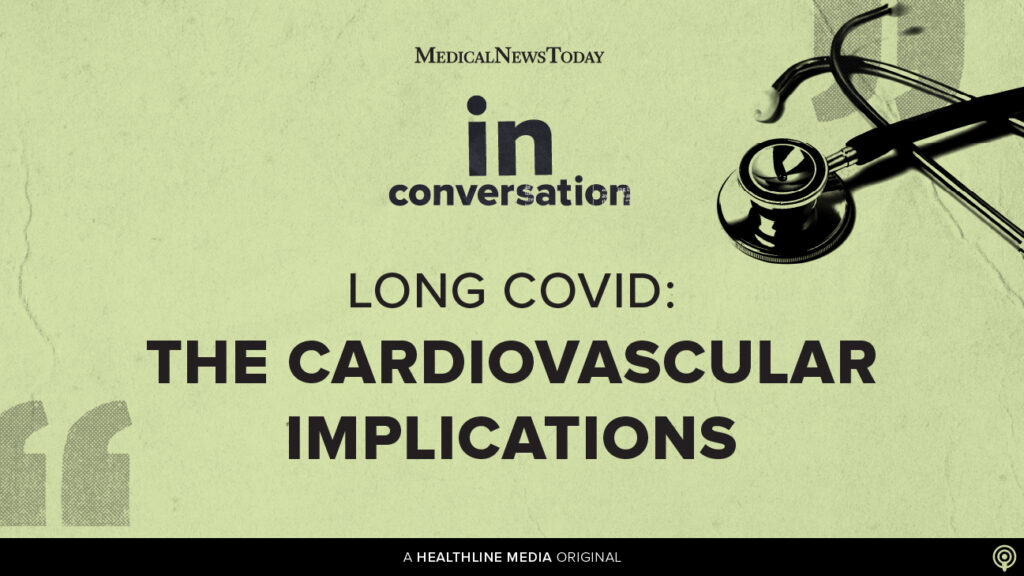 MEDICALNEWSTODAY
in
conversation
LONG COVID:
THE CARDIOVASCULAR
IMPLICATIONS
A HEALTHLINE MEDIA ORIGINAL